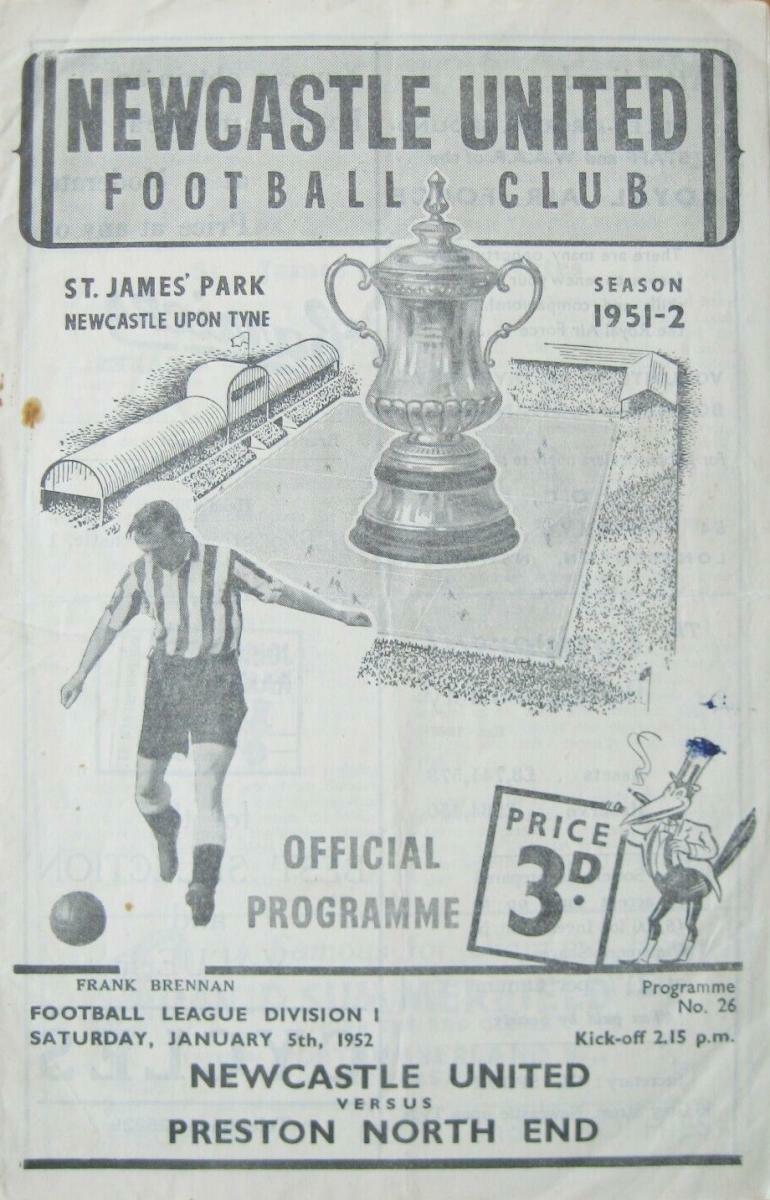 NEWCASTLE UNITED
FOOTBALL CLUB
ST. JAMES' PARK
NEWCASTLE UPON TYNE
SEASON
1951-2
OFFICIAL
PROGRAMME
PRICE
3D.
FRANK BRENNAN
FOOTBALL LEAGUE DIVISION I
SATURDAY, JANUARY 5th, 1952
Programme
No. 26
Kick-off 2.15 p.m.
NEWCASTLE UNITED
VERSUS
PRESTON NORTH END